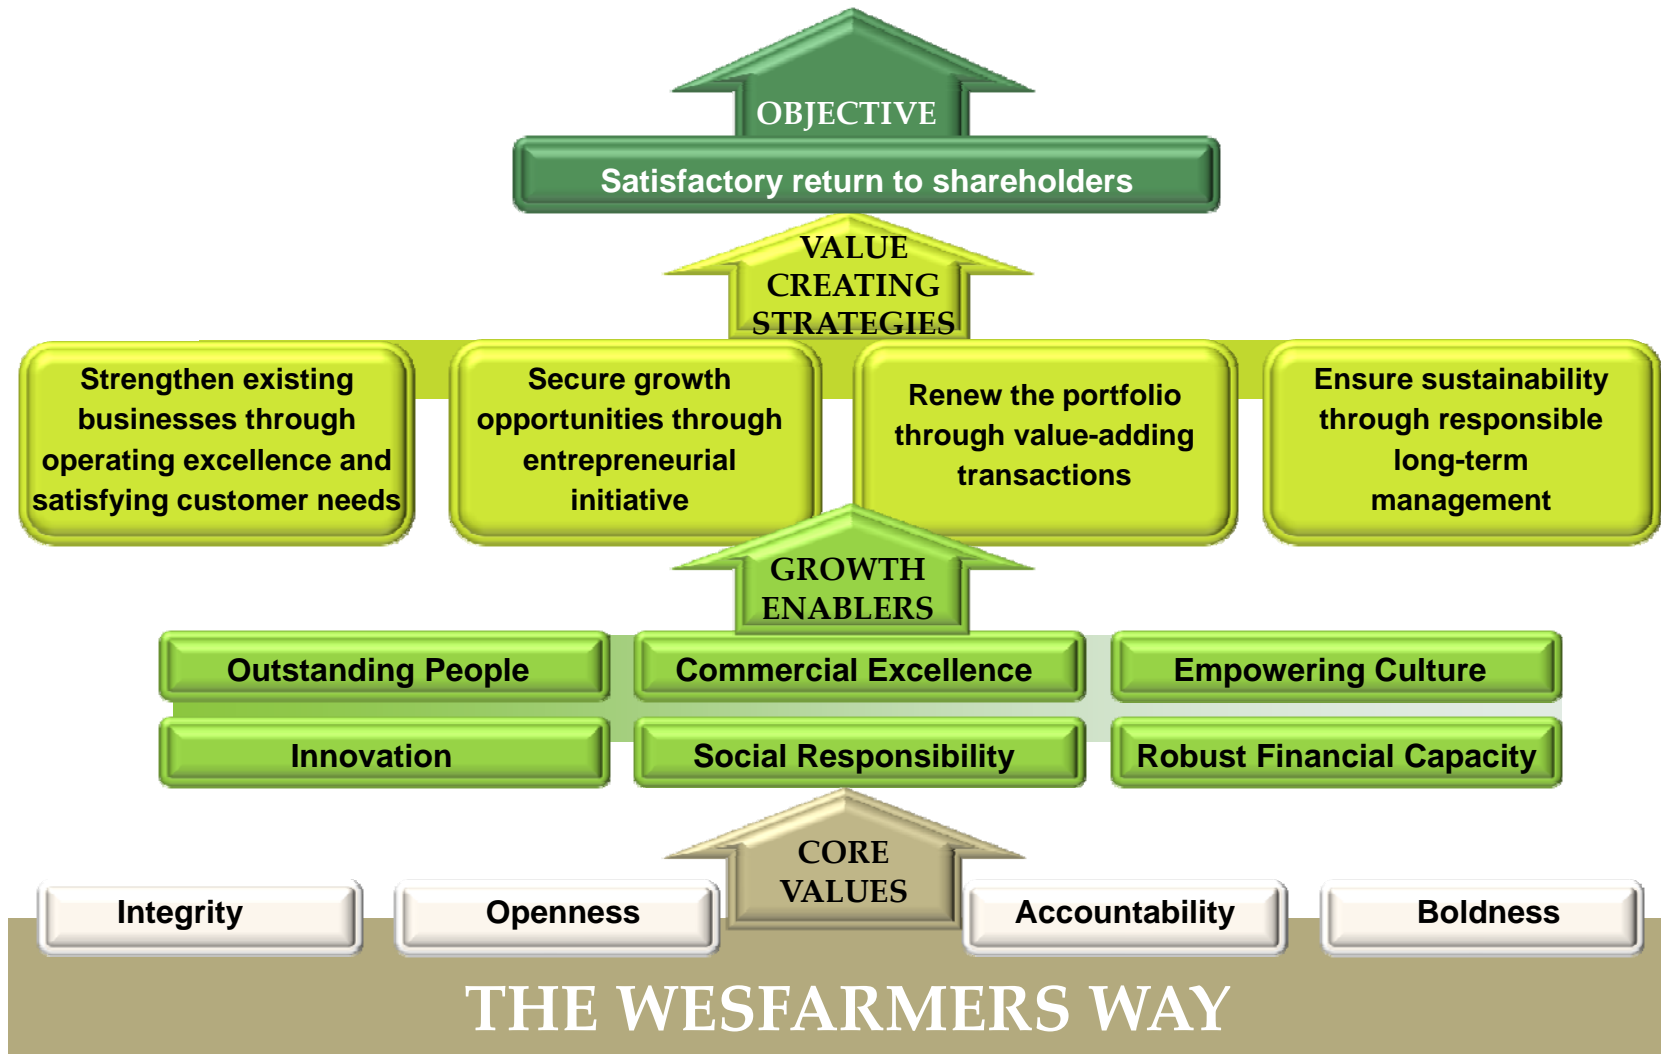 OBJECTIVE
Satisfactory return to shareholders
VALUE
CREATING
STRATEGIES
Strengthen existing
businesses through
operating excellence and
satisfying customer needs
Secure growth
opportunities through
entrepreneurial
initiative
Renew the portfolio
through value-adding
transactions
Ensure sustainability
through responsible
long-term
management
GROWTH
ENABLERS
Outstanding People
Commercial Excellence
Empowering Culture
Innovation
Social Responsibility
Robust Financial Capacity
CORE
VALUES
Integrity
Openness
Accountability
Boldness
THE WESFARMERS WAY